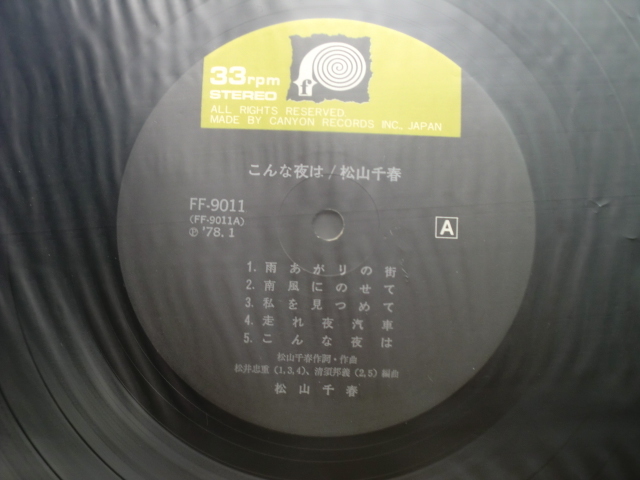 33rpm
STEREO
f
ALL RIGHTS RESERVED.
MADE BY CANYON RECORDS INC., JAPAN
こんな夜は/松山千春
FF-9011
(FF-9011A)
℗'78.1
A
1. 雨あがりの街
2. 南風にのせて
3. 私を見つめて
4. 走れ夜汽車
5. こんな夜は
松山千春作詞・作曲
松井忠重(1,3,4)、清須邦義(2,5)編曲
松山千春